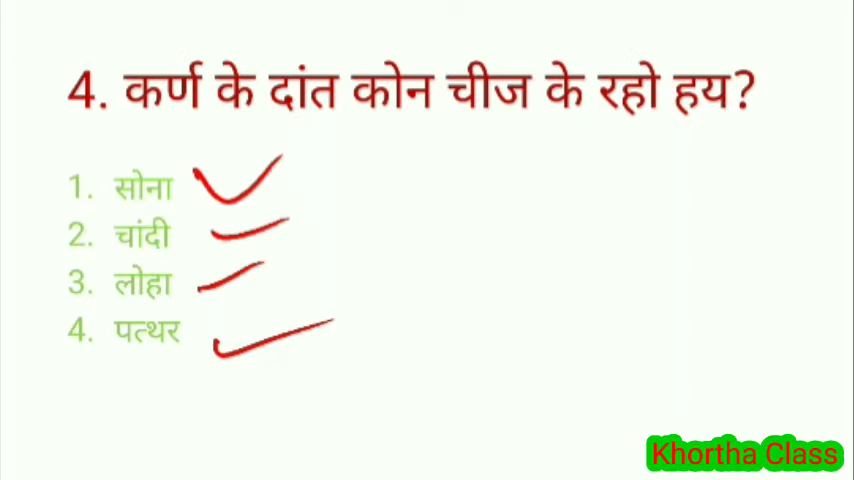 4. कर्ण के दांत कोन चीज के रहो हय?
1. सोना
2. चांदी
3. लोहा
4. पत्थर
Khortha Class